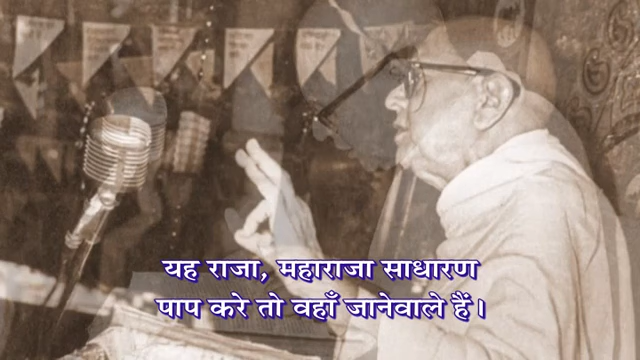 यह राजा, महाराजा साधारण
पाप करे तो वहाँ जानेवाले हैं।